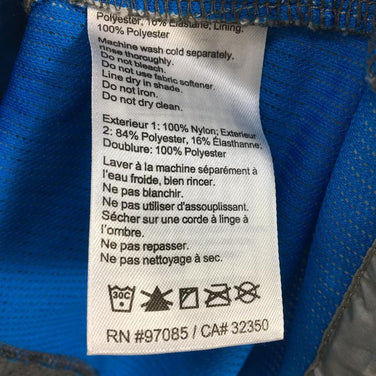 Polyester, 16% Elastane; Lining:
100% Polyester
Machine wash cold separately,
rinse thoroughly.
Do not bleach.
Do not use fabric softener.
Line dry in shade.
Do not iron.
Do not dry clean.
Exterieur 1: 100% Nylon; Exterieur
2: 84% Polyester, 16% Élasthanne;
Doublure: 100% Polyester
Laver à la machine séparément à
l'eau froide, bien rincer.
Ne pas blanchir.
Ne pas utiliser d'assouplissant.
Sécher sur une corde à linge à
l'ombre.
Ne pas repasser.
Ne pas nettoyage à sec.
30C
RN #97085 / CA# 32350